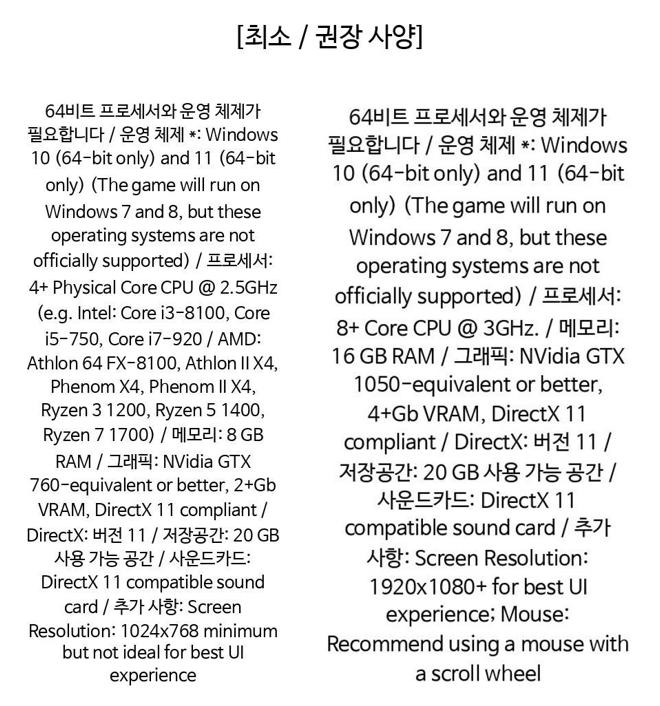 [최소 / 권장 사양]
64비트 프로세서와 운영 체제가
필요합니다 / 운영 체제 *: Windows
10 (64-bit only) and 11 (64-bit
only) (The game will run on
Windows 7 and 8, but these
operating systems are not
officially supported) / 프로세서:
4+ Physical Core CPU @ 2.5GHz
(e.g. Intel: Core i3-8100, Core
i5-750, Core i7-920 / AMD:
Athlon 64 FX-8100, Athlon II X4,
Phenom X4, Phenom II X4,
Ryzen 3 1200, Ryzen 5 1400,
Ryzen 7 1700) / 메모리: 8 GB
RAM / 그래픽: NVidia GTX
760-equivalent or better, 2+Gb
VRAM, DirectX 11 compliant /
DirectX: 버전 11 / 저장공간: 20 GB
사용 가능 공간 / 사운드카드:
DirectX 11 compatible sound
card / 추가 사항: Screen
Resolution: 1024x768 minimum
but not ideal for best UI
experience
64비트 프로세서와 운영 체제가
필요합니다 / 운영 체제 *: Windows
10 (64-bit only) and 11 (64-bit
only) (The game will run on
Windows 7 and 8, but these
operating systems are not
officially supported) / 프로세서:
8+ Core CPU @ 3GHz. / 메모리:
16 GB RAM / 그래픽: NVidia GTX
1050-equivalent or better,
4+Gb VRAM, DirectX 11
compliant / DirectX: 버전 11 /
저장공간: 20 GB 사용 가능 공간 /
사운드카드: DirectX 11
compatible sound card / 추가
사항: Screen Resolution:
1920x1080+ for best UI
experience; Mouse:
Recommend using a mouse with
a scroll wheel